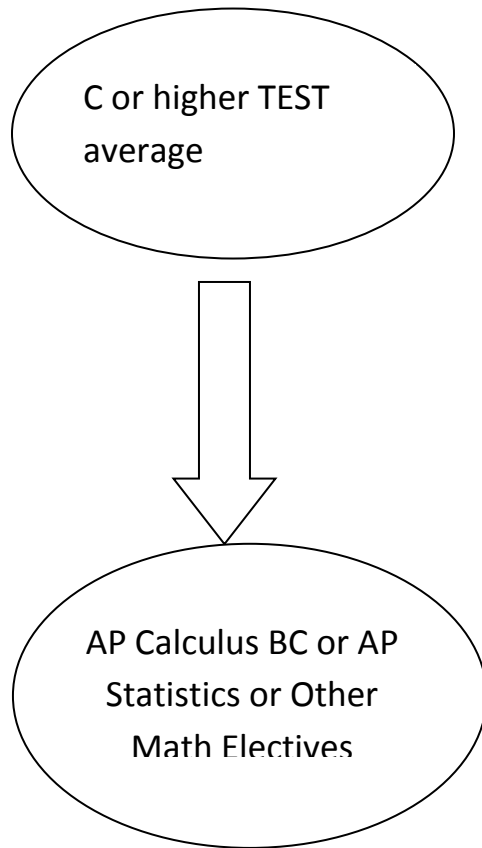 C or higher TEST
average
AP Calculus BC or AP
Statistics or Other
Math Electives